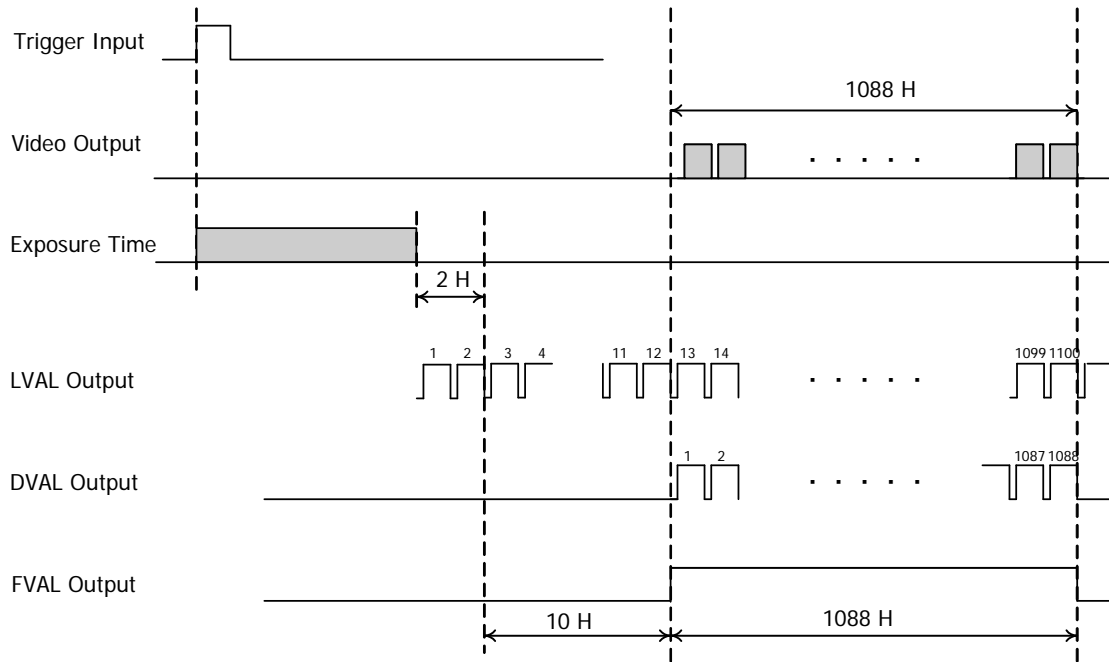 Trigger Input
1088 H
Video Output
. . . . .
Exposure Time
2 H
1 2 3 4 11 12 13 14 1099 1100
LVAL Output
. . . . .
1 2 1087 1088
DVAL Output
. . . . .
FVAL Output
10 H 1088 H